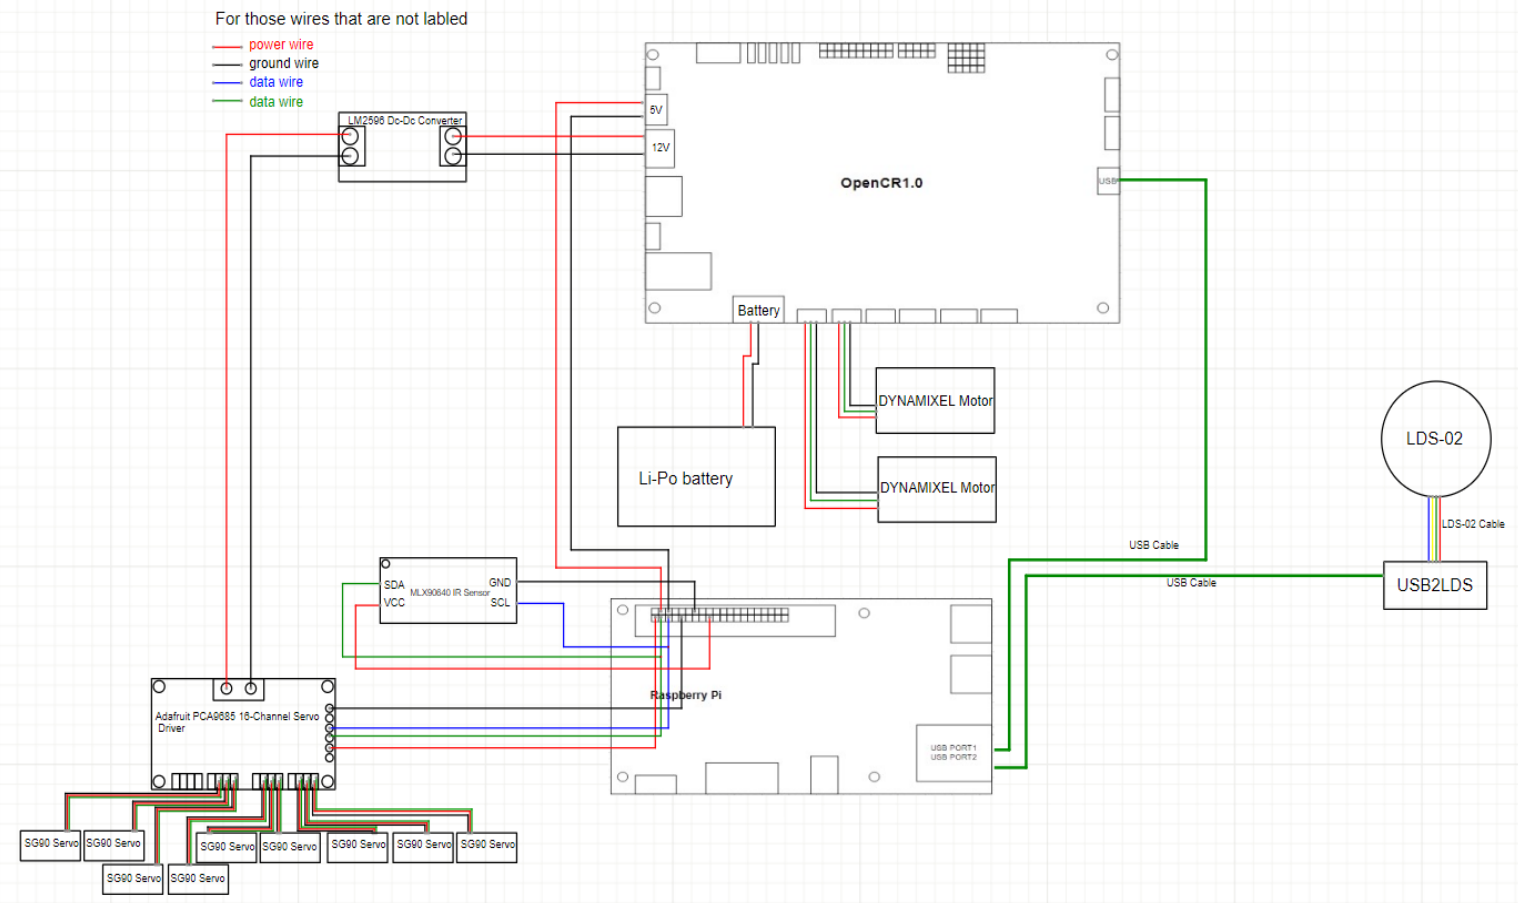 For those wires that are not labled
power wire
ground wire
data wire
data wire
LM2596 Dc-Dc Converter
5V
12V
OpenCR1.0
USB
Battery
DYNAMIXEL Motor
Li-Po battery
DYNAMIXEL Motor
LDS-02
LDS-02 Cable
USB Cable
USB Cable
USB2LDS
SDA
GND
MLX90640 IR Sensor
VCC
SCL
Raspberry Pi
Adafruit PCA9685 16-Channel Servo
Driver
USB PORT1
USB PORT2
SG90 Servo
SG90 Servo
SG90 Servo
SG90 Servo
SG90 Servo
SG90 Servo
SG90 Servo
SG90 Servo
SG90 Servo